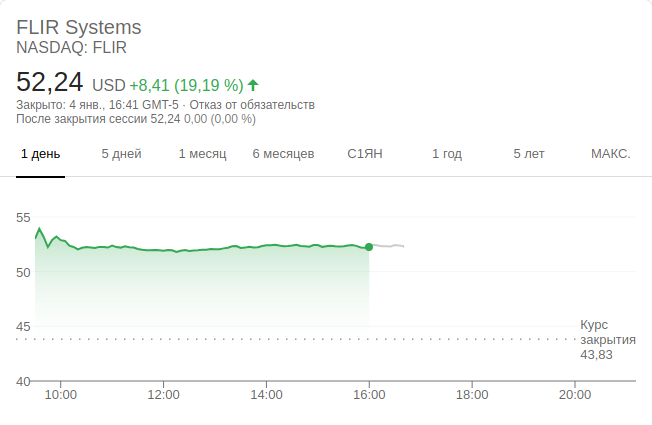 FLIR Systems
NASDAQ: FLIR
52,24 USD +8,41 (19,19 %)
Закрыто: 4 янв., 16:41 GMT-5 · Отказ от обязательств
После закрытия сессии 52,24 0,00 (0,00 %)
1 день 5 дней 1 месяц 6 месяцев С1ЯН 1 год 5 лет МАКС.
55
50
45
Курс
закрытия
43,83
40
10:00 12:00 14:00 16:00 18:00 20:00